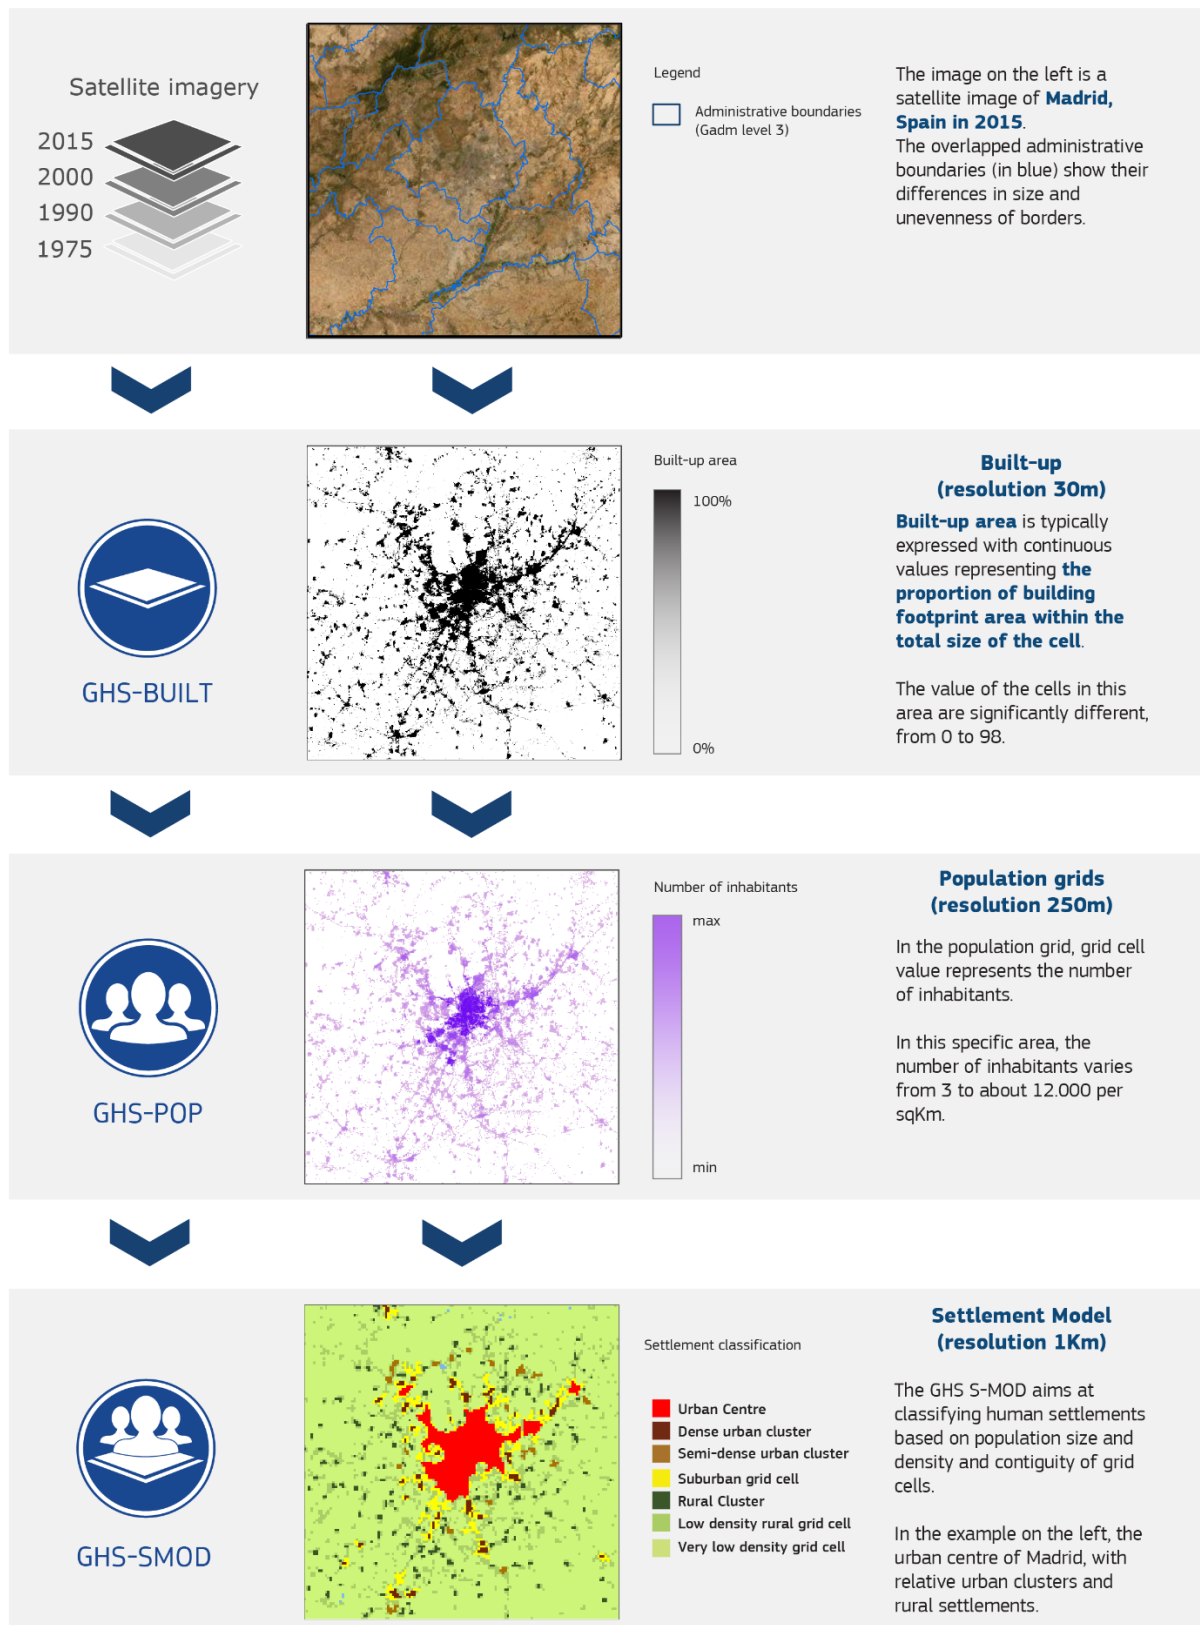 Satellite imagery
2015
2000
1990
1975
Legend
Administrative boundaries
(Gadm level 3)
The image on the left is a
satellite image of Madrid,
Spain in 2015.
The overlapped administrative
boundaries (in blue) show their
differences in size and
unevenness of borders.
GHS-BUILT
Built-up area
100%
0%
Built-up
(resolution 30m)
Built-up area is typically
expressed with continuous
values representing the
proportion of building
footprint area within the
total size of the cell.
The value of the cells in this
area are significantly different,
from 0 to 98.
GHS-POP
Number of inhabitants
max
min
Population grids
(resolution 250m)
In the population grid, grid cell
value represents the number
of inhabitants.
In this specific area, the
number of inhabitants varies
from 3 to about 12.000 per
sqKm.
GHS-SMOD
Settlement classification
Urban Centre
Dense urban cluster
Semi-dense urban cluster
Suburban grid cell
Rural Cluster
Low density rural grid cell
Very low density grid cell
Settlement Model
(resolution 1Km)
The GHS S-MOD aims at
classifying human settlements
based on population size and
density and contiguity of grid
cells.
In the example on the left, the
urban centre of Madrid, with
relative urban clusters and
rural settlements.